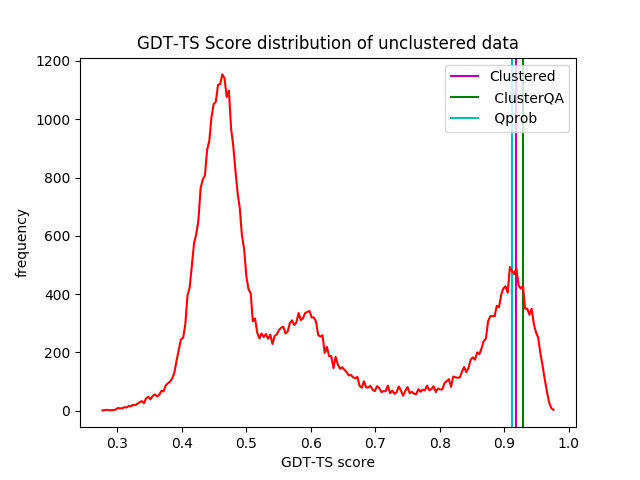 GDT-TS Score distribution of unclustered data
Clustered
ClusterQA
Qprob
frequency
1200
1000
800
600
400
200
0
0.3 0.4 0.5 0.6 0.7 0.8 0.9 1.0
GDT-TS score